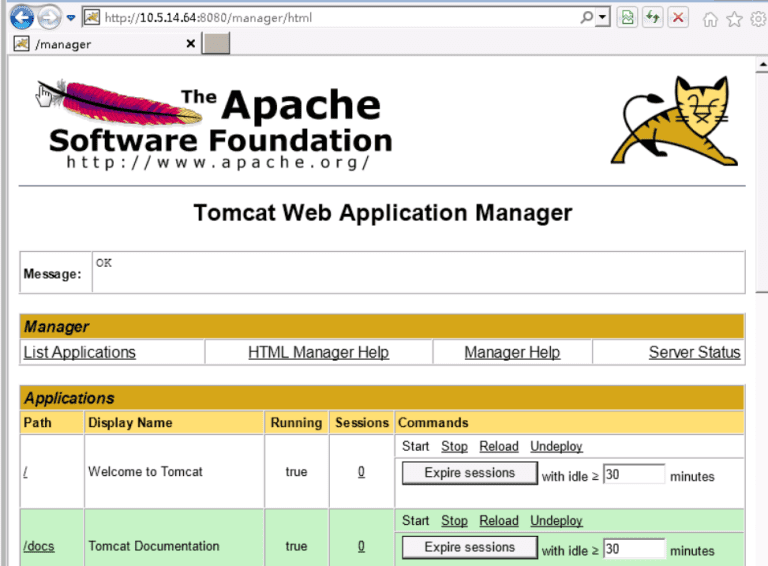 http://10.5.14.64:8080/manager/html
/manager
The Apache
Software Foundation
http://www.apache.org/
Tomcat Web Application Manager
Message: OK
Manager
List Applications HTML Manager Help Manager Help Server Status
Applications
Path Display Name Running Sessions Commands
Start Stop Reload Undeploy
/ Welcome to Tomcat true 0 Expire sessions with idle ≥ 30 minutes
Start Stop Reload Undeploy
/docs Tomcat Documentation true 0 Expire sessions with idle ≥ 30 minutes